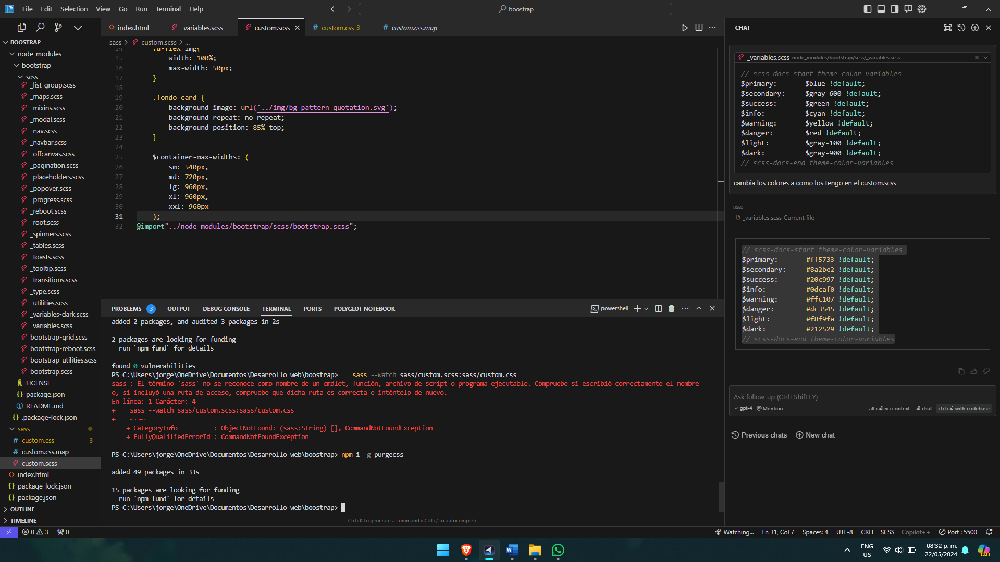 File Edit Selection View Go Run Terminal Help
boostrap
index.html
_variables.scss
custom.scss
custom.css 3
custom.css.map
CHAT
BOOSTRAP
node_modules
bootstrap
scss
_list-group.scss
_maps.scss
_mixins.scss
_modal.scss
_nav.scss
_navbar.scss
_offcanvas.scss
_pagination.scss
_placeholders.scss
_popover.scss
_progress.scss
_reboot.scss
_root.scss
_spinners.scss
_tables.scss
_toasts.scss
_tooltip.scss
_transitions.scss
_type.scss
_utilities.scss
_variables-dark.scss
_variables.scss
bootstrap-grid.scss
bootstrap-reboot.scss
bootstrap-utilities.scss
bootstrap.scss
LICENSE
package.json
README.md
.package-lock.json
sass
custom.css 3
custom.css.map
custom.scss
index.html
package-lock.json
package.json
OUTLINE
TIMELINE
sass > custom.scss > ...
14 .u-flex img{
15 width: 100%;
16 max-width: 50px;
17 }
18
19 .fondo-card {
20 background-image: url('../img/bg-pattern-quotation.svg');
21 background-repeat: no-repeat;
22 background-position: 85% top;
23 }
24
25 $container-max-widths: (
26 sm: 540px,
27 md: 720px,
28 lg: 960px,
29 xl: 960px,
30 xxl: 960px
31 );
32 @import"../node_modules/bootstrap/scss/bootstrap.scss";
PROBLEMS 3 OUTPUT DEBUG CONSOLE TERMINAL PORTS POLYGLOT NOTEBOOK
powershell
added 2 packages, and audited 3 packages in 2s
2 packages are looking for funding
run `npm fund` for details
found 0 vulnerabilities
PS C:\Users\jorge\OneDrive\Documentos\Desarrollo web\boostrap> sass --watch sass/custom.scss:sass/custom.css
sass : El término 'sass' no se reconoce como nombre de un cmdlet, función, archivo de script o programa ejecutable. Compruebe si escribió correctamente el nombre
o, si incluyó una ruta de acceso, compruebe que dicha ruta es correcta e inténtelo de nuevo.
En línea: 1 Carácter: 4
+ sass --watch sass/custom.scss:sass/custom.css
+ ~~~~
+ CategoryInfo : ObjectNotFound: (sass:String) [], CommandNotFoundException
+ FullyQualifiedErrorId : CommandNotFoundException
PS C:\Users\jorge\OneDrive\Documentos\Desarrollo web\boostrap> npm i -g purgecss
added 49 packages in 33s
15 packages are looking for funding
run `npm fund` for details
PS C:\Users\jorge\OneDrive\Documentos\Desarrollo web\boostrap>
Ctrl+K to generate a command • Ctrl+/ to autocomplete
_variables.scss node_modules/bootstrap/scss/_variables.scss
// scss-docs-start theme-color-variables
$primary: $blue !default;
$secondary: $gray-600 !default;
$success: $green !default;
$info: $cyan !default;
$warning: $yellow !default;
$danger: $red !default;
$light: $gray-100 !default;
$dark: $gray-900 !default;
// scss-docs-end theme-color-variables
cambia los colores a como los tengo en el custom.scss
USED
_variables.scss Current file
// scss-docs-start theme-color-variables
$primary: #ff5733 !default;
$secondary: #8a2be2 !default;
$success: #20c997 !default;
$info: #0dcaf0 !default;
$warning: #ffc107 !default;
$danger: #dc3545 !default;
$light: #f8f9fa !default;
$dark: #212529 !default;
// scss-docs-end theme-color-variables
Ask follow-up (Ctrl+Shift+Y)
gpt-4 @ Mention alt+⏎ no context ⏎ chat ctrl+⏎ with codebase
Previous chats New chat
0 3 0
Watching... Ln 31, Col 7 Spaces: 4 UTF-8 CRLF SCSS Copilot++ Port : 5500
ENG
US
08:32 p. m.
22/05/2024
PRE